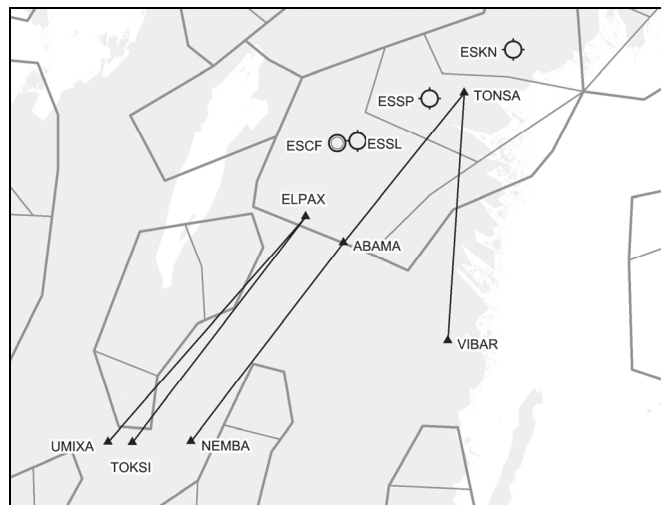 ESKN
ESSP
TONSA
ESCF
ESSL
ELPAX
ABAMA
VIBAR
UMIXA
NEMBA
TOKSI